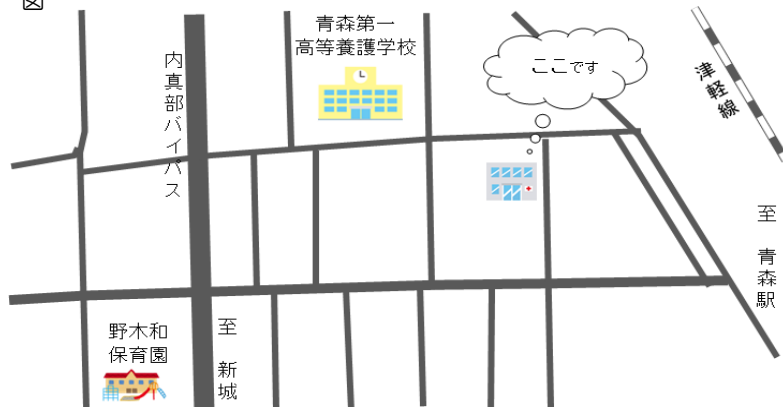 図
青森第一
高等養護学校
ここです
内真部バイパス
津軽線
至 青森駅
野木和
保育園
至 新城